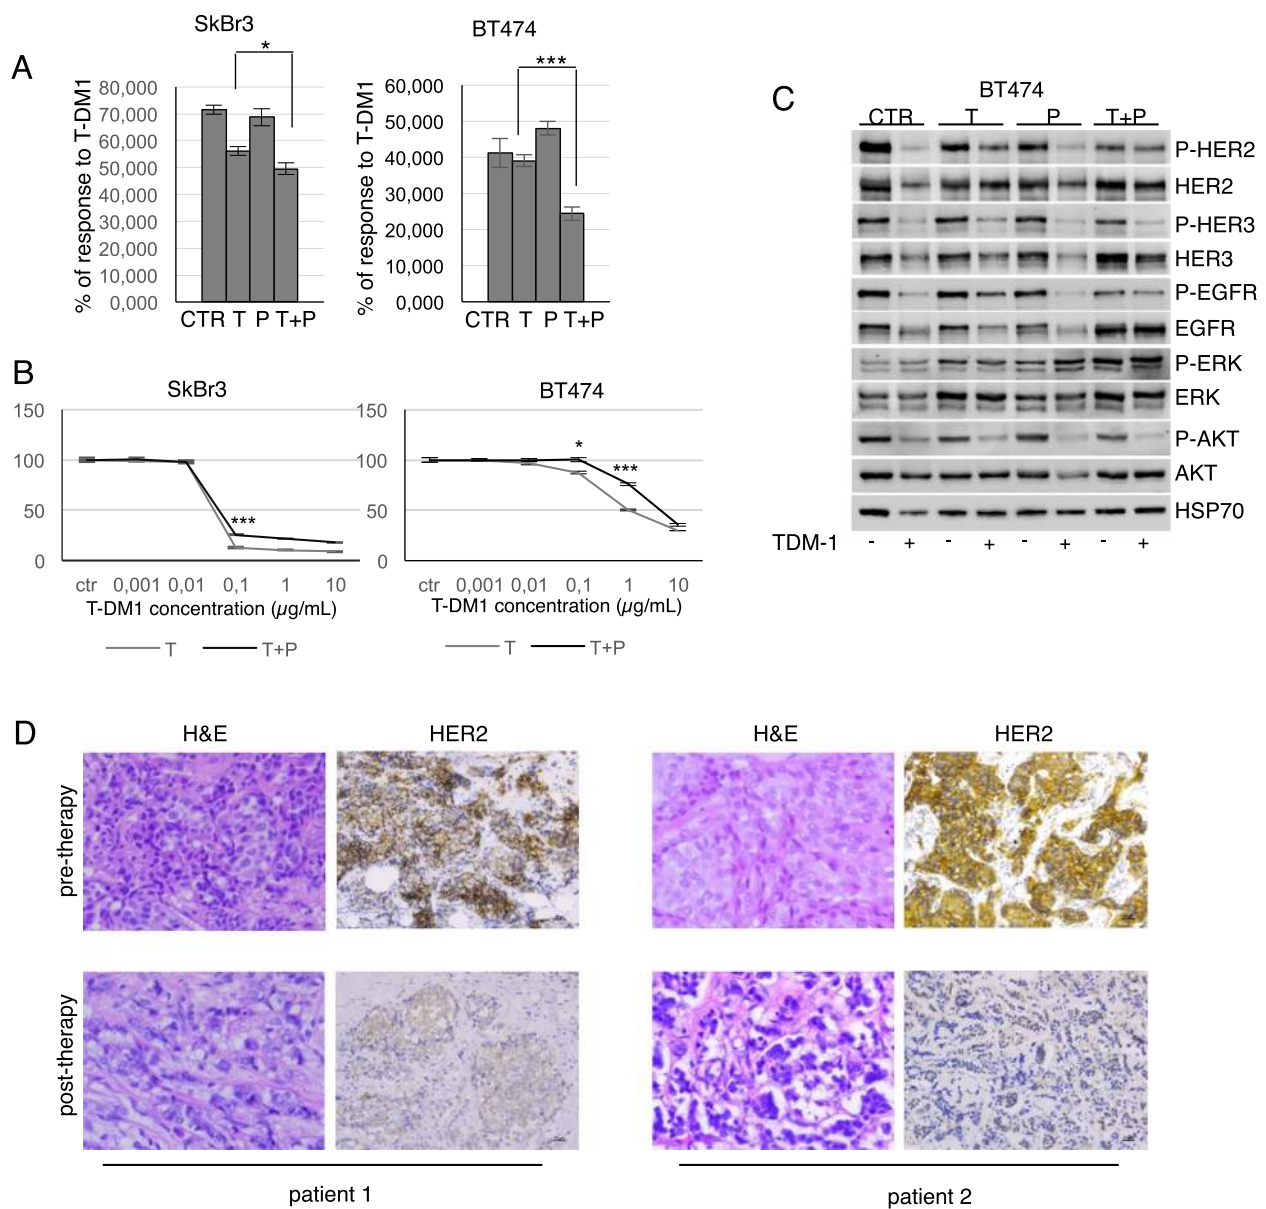 A
SkBr3
*
% of response to T-DM1
80,000
70,000
60,000
50,000
40,000
30,000
20,000
10,000
0,000
CTR T P T+P
BT474
***
% of response to T-DM1
60,000
50,000
40,000
30,000
20,000
10,000
0,000
CTR T P T+P
B
SkBr3
150
100
50
0
***
ctr 0,001 0,01 0,1 1 10
T-DM1 concentration (µg/mL)
T T+P
BT474
150
100
50
0
*
***
ctr 0,001 0,01 0,1 1 10
T-DM1 concentration (µg/mL)
T T+P
C
BT474
CTR T P T+P
P-HER2
HER2
P-HER3
HER3
P-EGFR
EGFR
P-ERK
ERK
P-AKT
AKT
HSP70
TDM-1 - + - + - + - +
D
H&E HER2 H&E HER2
pre-therapy
post-therapy
patient 1 patient 2